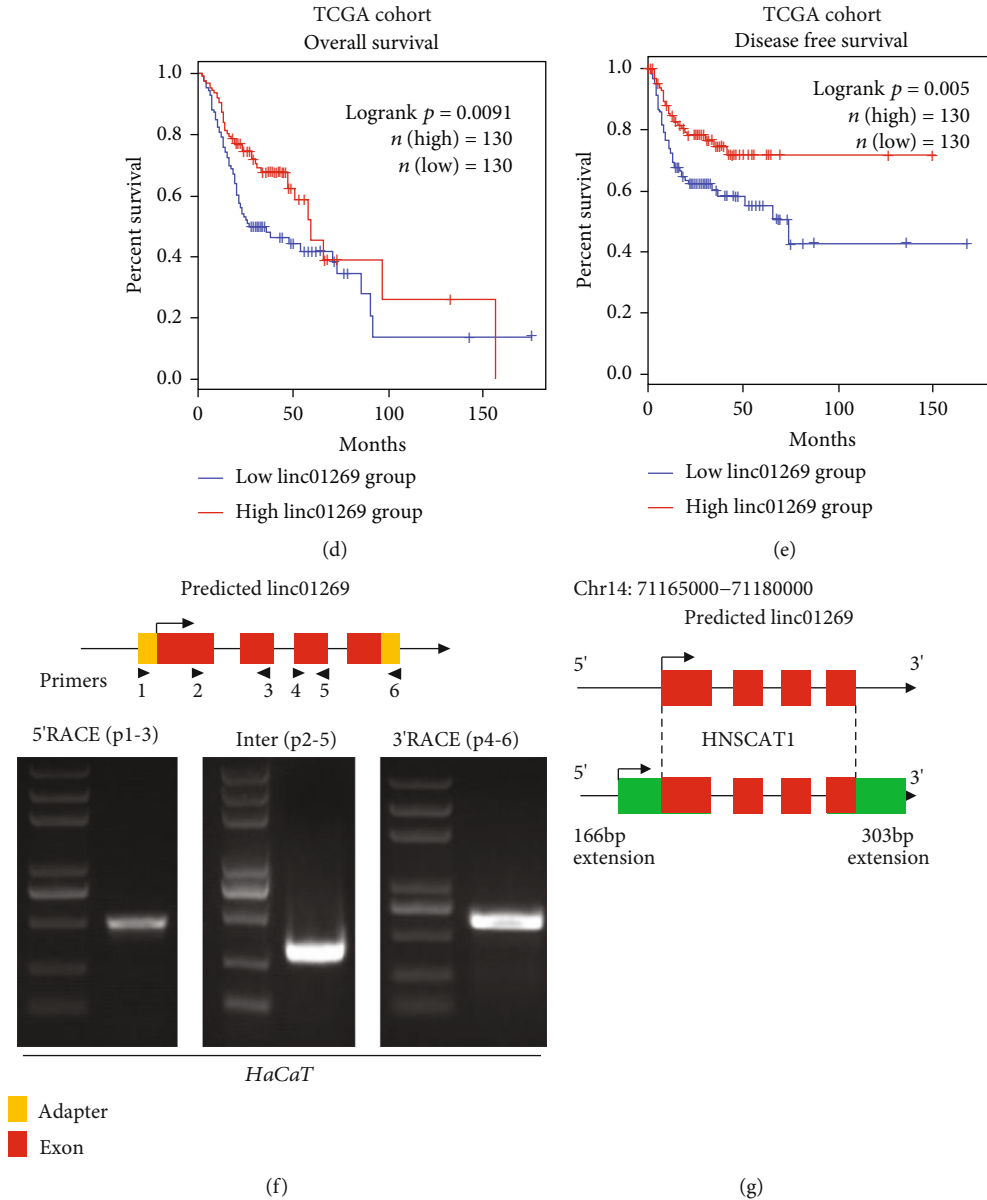 TCGA cohort
Overall survival
Logrank p = 0.0091
n (high) = 130
n (low) = 130
Percent survival
1.0
0.8
0.6
0.4
0.2
0.0
0 50 100 150
Months
Low linc01269 group
High linc01269 group
(d)
TCGA cohort
Disease free survival
Logrank p = 0.005
n (high) = 130
n (low) = 130
Percent survival
1.0
0.8
0.6
0.4
0.2
0.0
0 50 100 150
Months
Low linc01269 group
High linc01269 group
(e)
Predicted linc01269
Primers
1 2 3 4 5 6
5'RACE (p1-3)
Inter (p2-5)
3'RACE (p4-6)
HaCaT
Adapter
Exon
(f)
Chr14: 71165000−71180000
Predicted linc01269
5' 3'
HNSCAT1
5' 3'
166bp
extension
303bp
extension
(g)